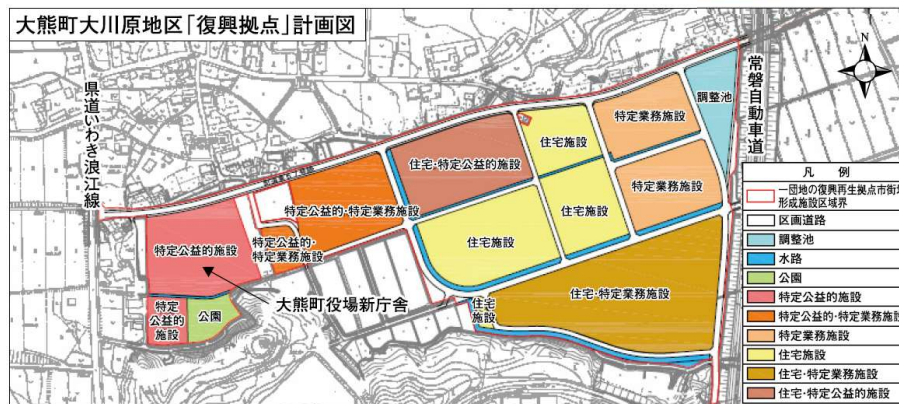 大熊町大川原地区「復興拠点」計画図
県道いわき浪江線
常磐自動車道
N
調整池
特定業務施設
住宅施設
住宅・特定公益的施設
特定公益的・特定業務施設
特定業務施設
住宅施設
住宅施設
特定公益的施設
特定公益的・
特定業務施設
住宅・特定業務施設
大熊町役場新庁舎
住宅
施設
特定
公益的
施設
公園
凡 例
一団地の復興再生拠点市街地
形成施設区域界
区画道路
調整池
水路
公園
特定公益的施設
特定公益的・特定業務施設
特定業務施設
住宅施設
住宅・特定業務施設
住宅・特定公益的施設